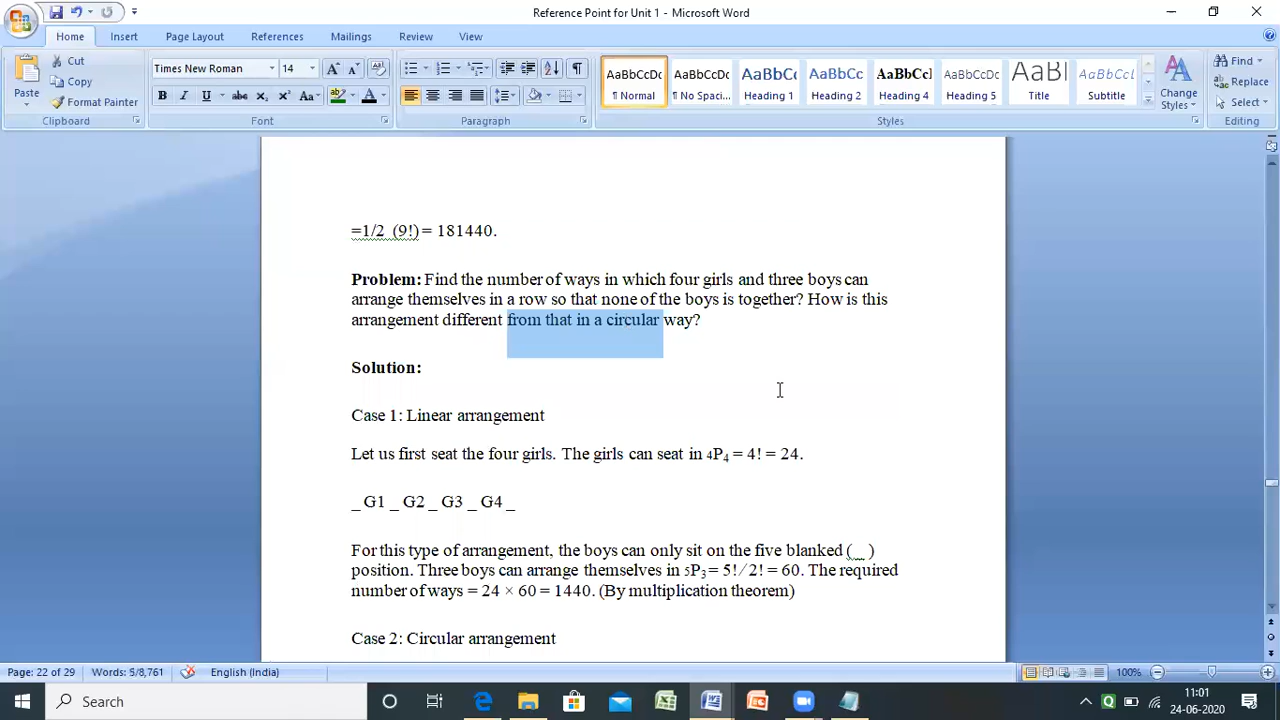 Reference Point for Unit 1 - Microsoft Word
Home Insert Page Layout References Mailings Review View
Paste
Cut
Copy
Format Painter
Clipboard
Times New Roman 14
Font
Paragraph
AaBbCcDc AaBbCcDc AaBbCc AaBbCc AaBbCcI AaBbCcDc AaBl AaBbCcDc
¶ Normal ¶ No Spaci... Heading 1 Heading 2 Heading 4 Heading 5 Title Subtitle
Change Styles
Styles
Find
Replace
Select
Editing
=1/2 (9!) = 181440.
Problem: Find the number of ways in which four girls and three boys can
arrange themselves in a row so that none of the boys is together? How is this
arrangement different from that in a circular way?
Solution:
Case 1: Linear arrangement
Let us first seat the four girls. The girls can seat in 4P4 = 4! = 24.
_ G1 _ G2 _ G3 _ G4 _
For this type of arrangement, the boys can only sit on the five blanked ( _ )
position. Three boys can arrange themselves in 5P3 = 5! ⁄ 2! = 60. The required
number of ways = 24 × 60 = 1440. (By multiplication theorem)
Case 2: Circular arrangement
Page: 22 of 29 Words: 5/8,761 English (India) 100%
Search
11:01
24-06-2020